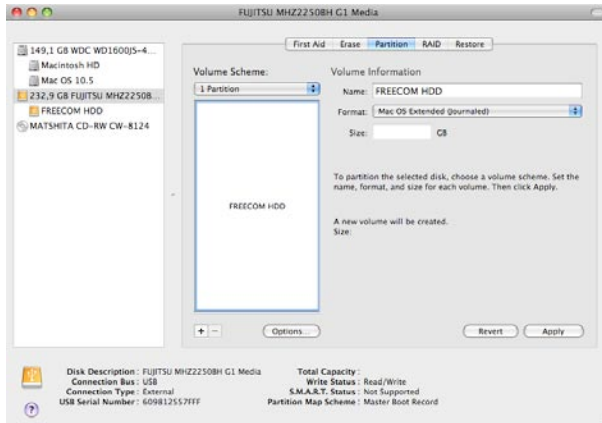 FUJITSU MHZ2250BH G1 Media
149,1 GB WDC WD1600JS-4...
Macintosh HD
Mac OS 10.5
232,9 GB FUJITSU MHZ2250B...
FREECOM HDD
MATSHITA CD-RW CW-8124
First Aid Erase Partition RAID Restore
Volume Scheme:
1 Partition
FREECOM HDD
+ -
Options...
Volume Information
Name: FREECOM HDD
Format: Mac OS Extended (Journaled)
Size: GB
To partition the selected disk, choose a volume scheme. Set the
name, format, and size for each volume. Then click Apply.
A new volume will be created.
Size:
Revert Apply
Disk Description : FUJITSU MHZ2250BH G1 Media
Connection Bus : USB
Connection Type : External
USB Serial Number : 609812557FFF
Total Capacity :
Write Status : Read/Write
S.M.A.R.T. Status : Not Supported
Partition Map Scheme : Master Boot Record
?